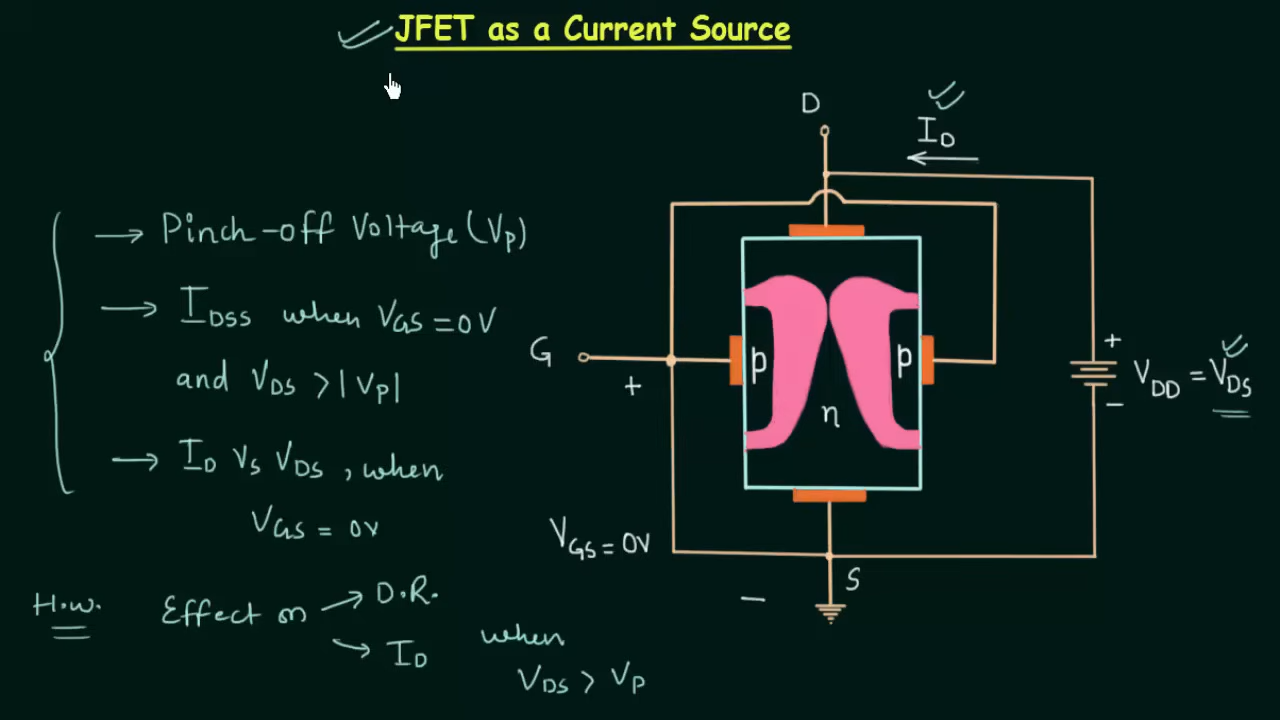 JFET as a Current Source
D
I_D
→ Pinch-off Voltage (V_P)
→ I_DSS when V_GS = 0V
and V_DS > |V_P|
→ I_D Vs V_DS, when
V_GS = 0V
H.W. Effect on → D.R.
→ I_D when
V_DS > V_P
G
+
p
p
n
+
V_DD = V_DS
-
V_GS = 0V
-
S